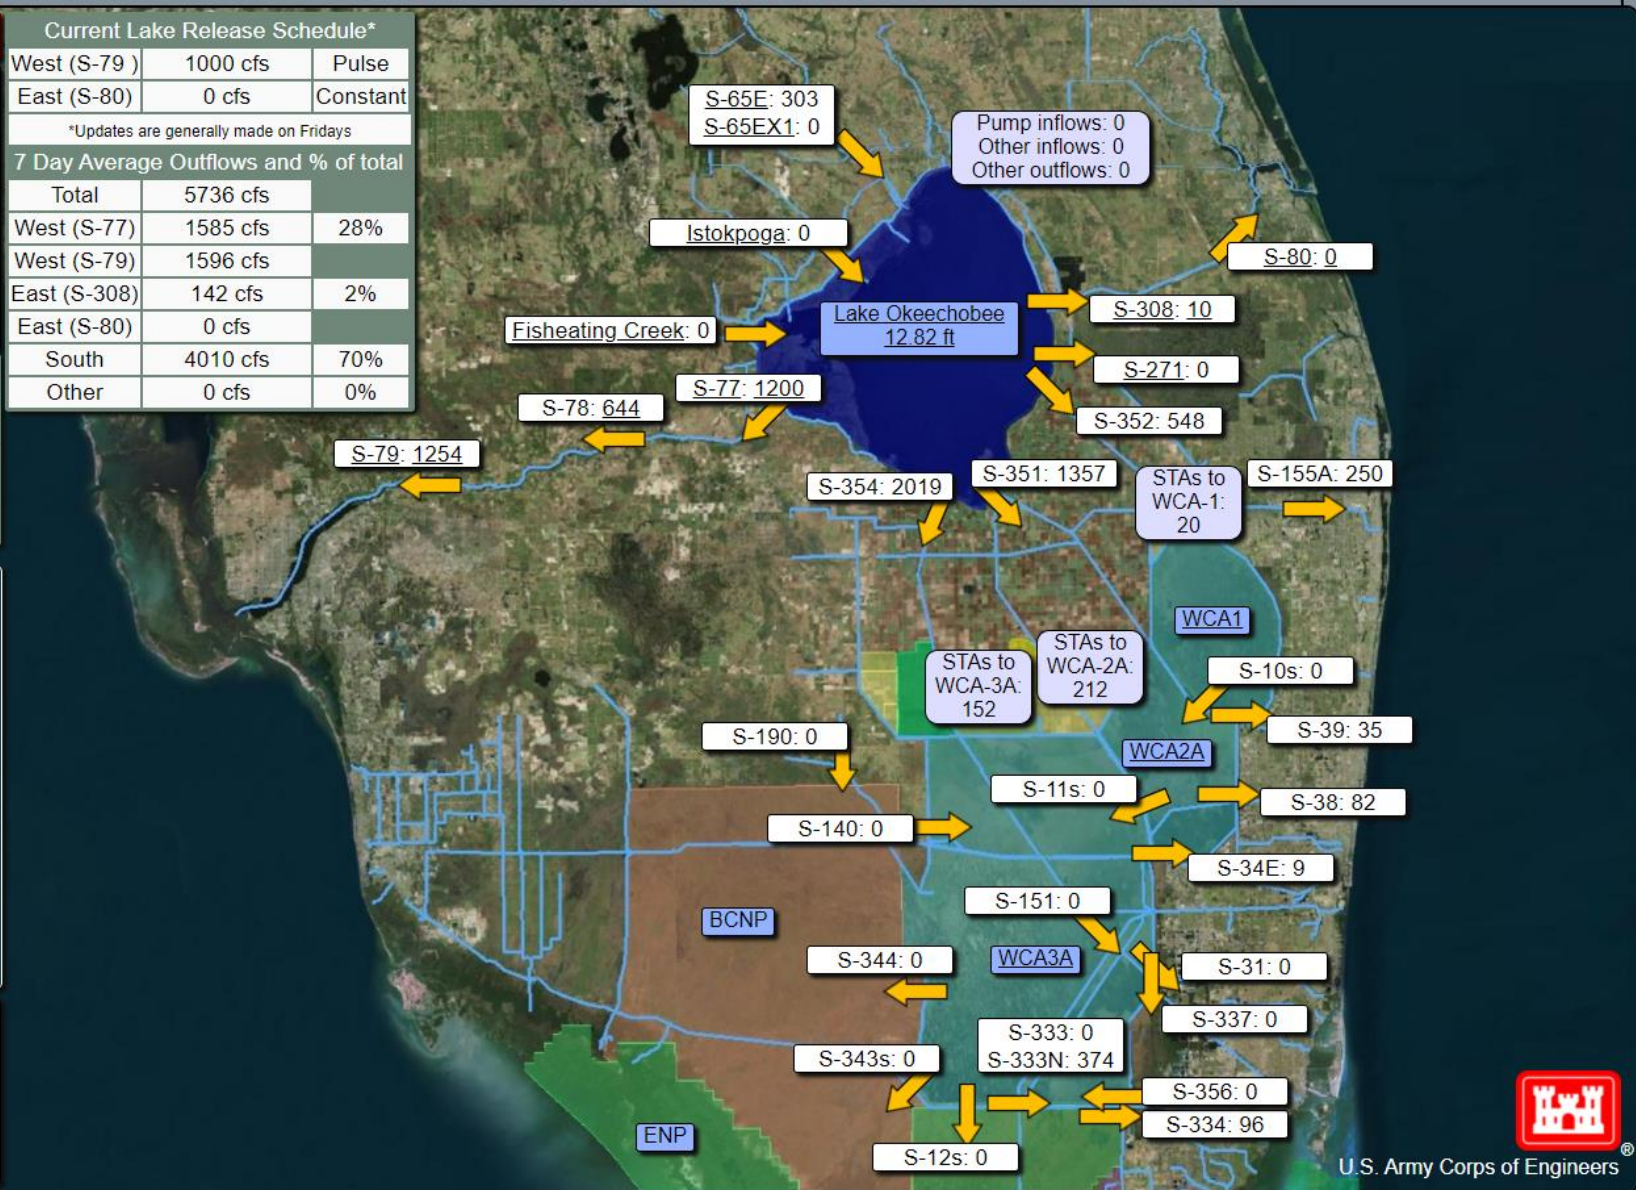 Current Lake Release Schedule*
West (S-79 ) 1000 cfs Pulse
East (S-80) 0 cfs Constant
*Updates are generally made on Fridays
7 Day Average Outflows and % of total
Total 5736 cfs
West (S-77) 1585 cfs 28%
West (S-79) 1596 cfs
East (S-308) 142 cfs 2%
East (S-80) 0 cfs
South 4010 cfs 70%
Other 0 cfs 0%
S-65E: 303
S-65EX1: 0
Pump inflows: 0
Other inflows: 0
Other outflows: 0
Istokpoga: 0
S-80: 0
Lake Okeechobee
12.82 ft
S-308: 10
Fisheating Creek: 0
S-271: 0
S-77: 1200
S-78: 644
S-352: 548
S-79: 1254
S-354: 2019
S-351: 1357
STAs to
WCA-1:
20
S-155A: 250
WCA1
STAs to
WCA-3A:
152
STAs to
WCA-2A:
212
S-10s: 0
S-39: 35
S-190: 0
WCA2A
S-11s: 0
S-38: 82
S-140: 0
S-34E: 9
S-151: 0
BCNP
S-344: 0
WCA3A
S-31: 0
S-337: 0
S-333: 0
S-333N: 374
S-343s: 0
S-356: 0
S-334: 96
ENP
S-12s: 0
U.S. Army Corps of Engineers ®